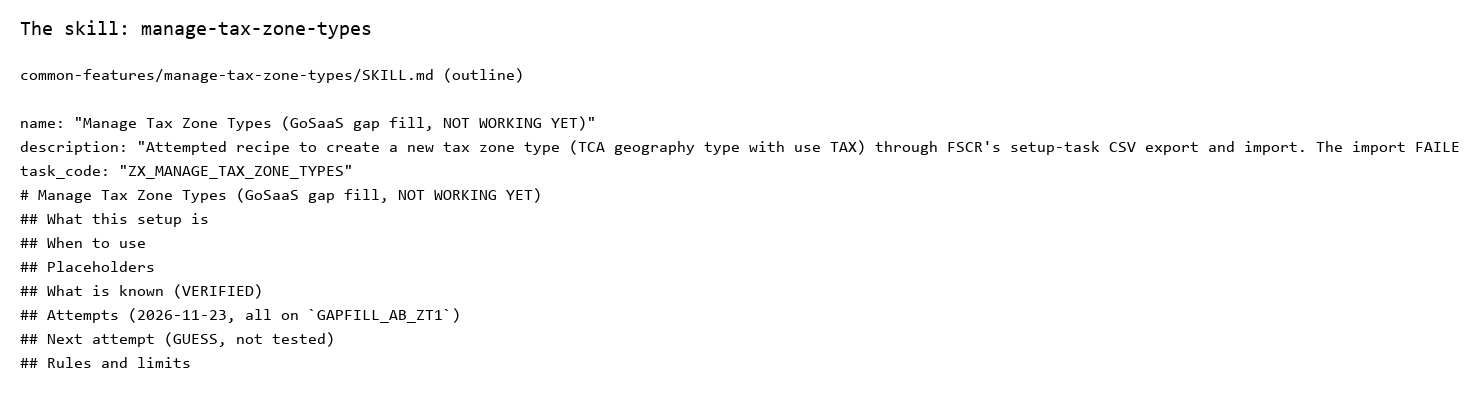 The skill: manage-tax-zone-types
common-features/manage-tax-zone-types/SKILL.md (outline)
name: "Manage Tax Zone Types (GoSaaS gap fill, NOT WORKING YET)"
description: "Attempted recipe to create a new tax zone type (TCA geography type with use TAX) through FSCR's setup-task CSV export and import. The import FAILE
task_code: "ZX_MANAGE_TAX_ZONE_TYPES"
# Manage Tax Zone Types (GoSaaS gap fill, NOT WORKING YET)
## What this setup is
## When to use
## Placeholders
## What is known (VERIFIED)
## Attempts (2026-11-23, all on `GAPFILL_AB_ZT1`)
## Next attempt (GUESS, not tested)
## Rules and limits